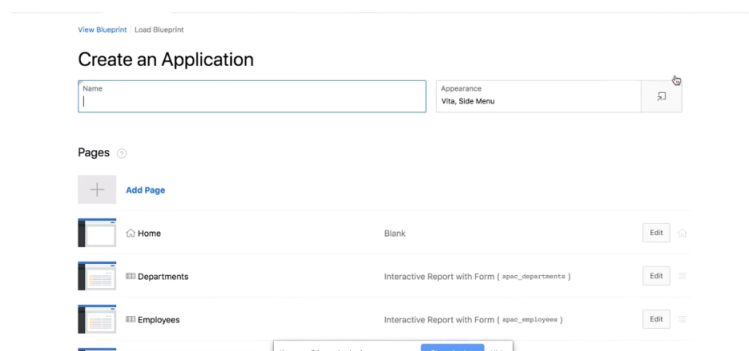 View Blueprint | Load Blueprint
Create an Application
Name
Appearance
Vita, Side Menu
Pages ?
+ Add Page
Home Blank Edit
Departments Interactive Report with Form ( apac_departments ) Edit
Employees Interactive Report with Form ( apac_employees ) Edit